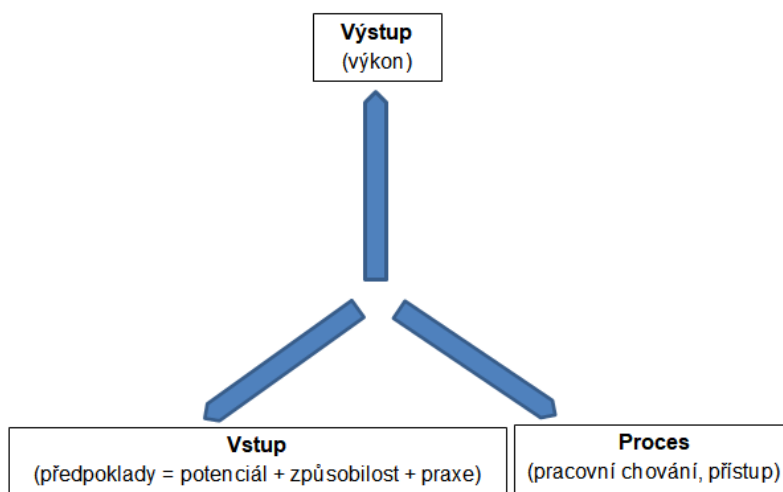 Výstup
(výkon)
Vstup
(předpoklady = potenciál + způsobilost + praxe)
Proces
(pracovní chování, přístup)